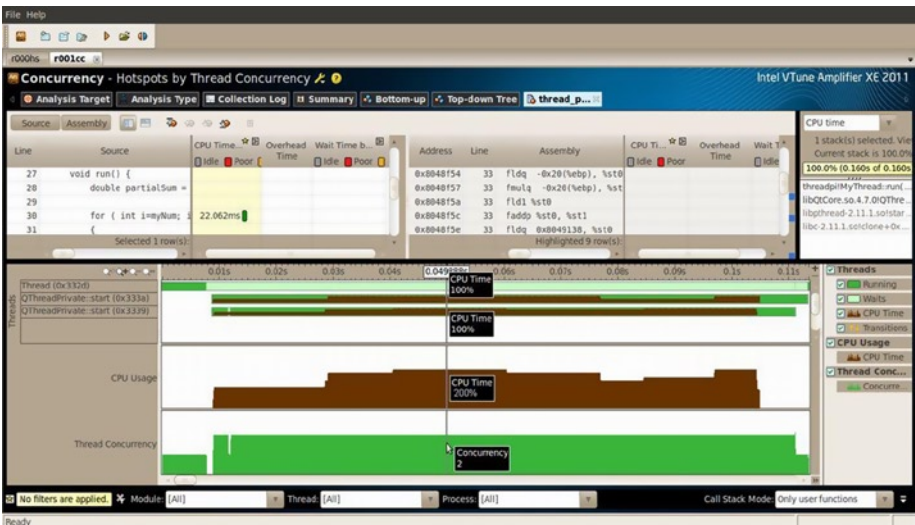 File Help
r000hs r001cc
Concurrency - Hotspots by Thread Concurrency
Intel VTune Amplifier XE 2011
Analysis Target Analysis Type Collection Log Summary Bottom-up Top-down Tree thread_p...
Source Assembly
CPU time
Line Source CPU Time... Overhead Time Wait Time b...
Idle Poor Idle Poor
Address Line Assembly CPU Ti... Overhead Time Wait T
Idle Poor Idle
1 stack(s) selected. Vie
Current stack is 100.0%
100.0% (0.160s of 0.160s
27 void run() {
28 double partialSum =
29
30 for ( int i=myNum; i 22.062ms
31 {
Selected 1 row(s):
0x8048f54 33 fldq -0x20(%ebp), %st0
0x8048f57 33 fmulq -0x20(%ebp), %st
0x8048f5a 33 fld1 %st0
0x8048f5c 33 faddp %st0, %st1
0x8048f5e 33 fldq 0x8049138, %st0
Highlighted 9 row(s):
threadpi!MyThread::run(...
libQtCore.so.4.7.0!QThre...
libpthread-2.11.1.so!star...
libc-2.11.1.so!clone+0x...
0.01s 0.02s 0.03s 0.04s 0.049888s 0.06s 0.07s 0.08s 0.09s 0.1s 0.11s
Threads
Thread (0x332d)
QThreadPrivate::start (0x333a)
QThreadPrivate::start (0x3339)
CPU Time
100%
CPU Time
100%
CPU Usage
CPU Time
200%
Thread Concurrency
Concurrency
2
Threads
Running
Waits
CPU Time
Transitions
CPU Usage
CPU Time
Thread Conc...
Concurre...
No filters are applied. Module: [All] Thread: [All] Process: [All] Call Stack Mode: Only user functions
Ready